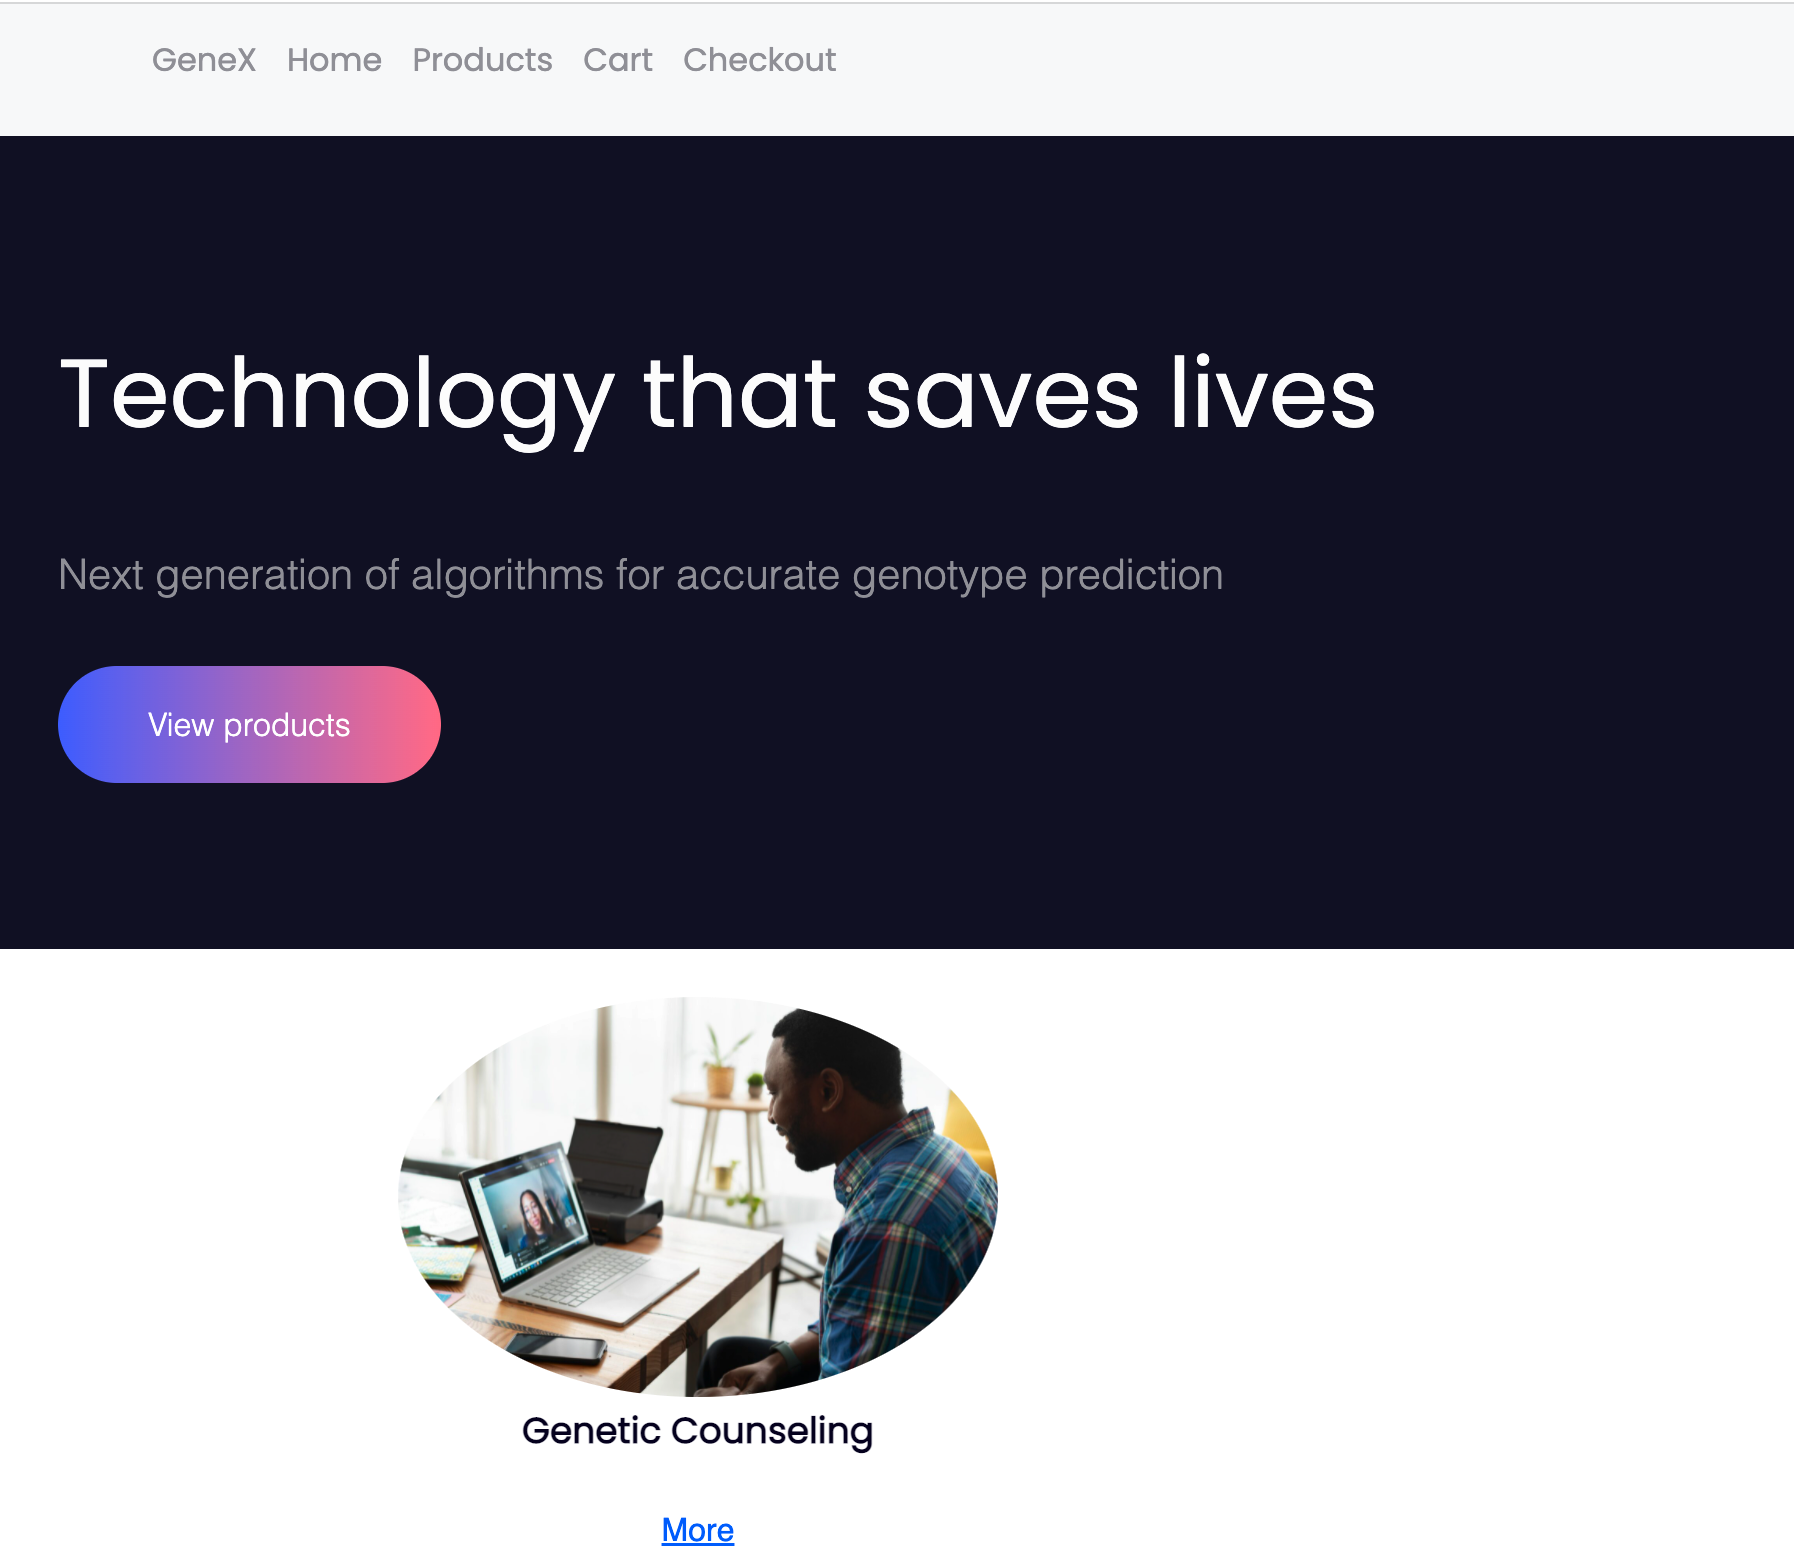 GeneX Home Products Cart Checkout
Technology that saves lives
Next generation of algorithms for accurate genotype prediction
View products
Genetic Counseling
More